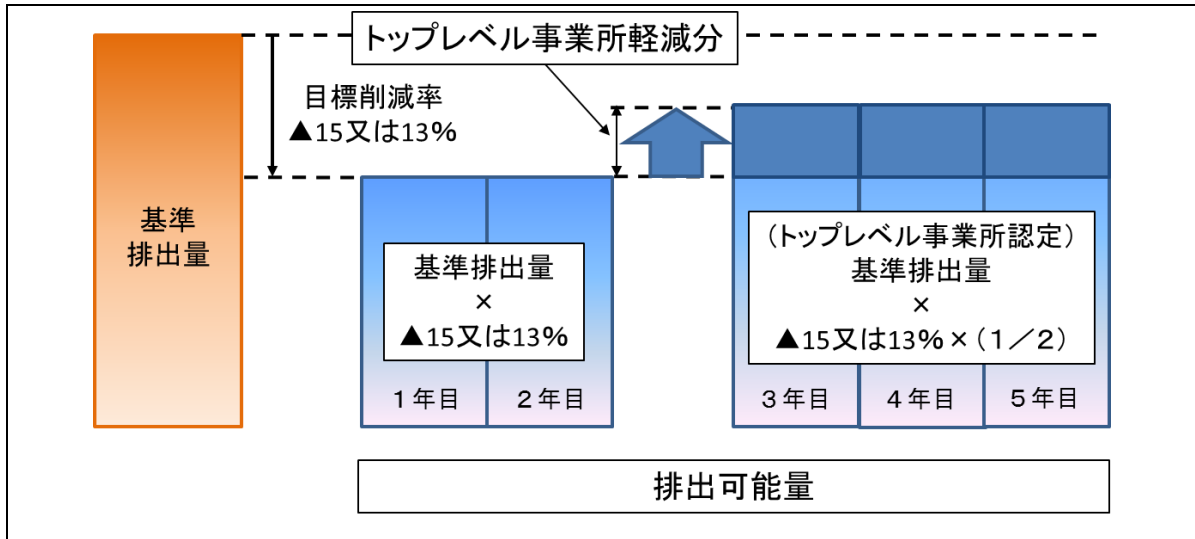 トップレベル事業所軽減分
目標削減率
▲15又は13%
基準
排出量
基準排出量
×
▲15又は13%
（トップレベル事業所認定）
基準排出量
×
▲15又は13%×（１／２）
１年目
２年目
３年目
４年目
５年目
排出可能量